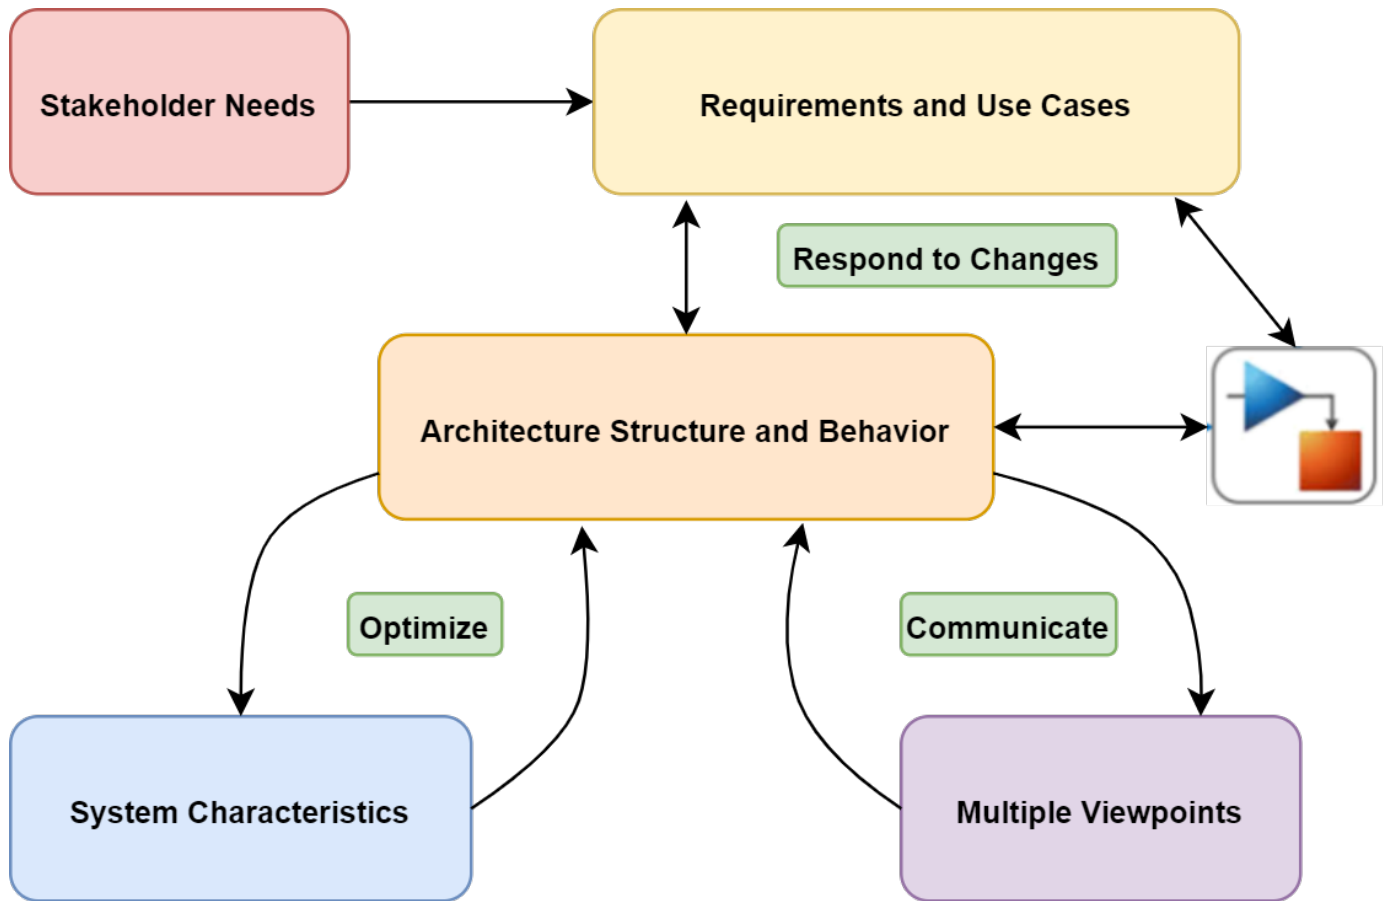 Stakeholder Needs
Requirements and Use Cases
Respond to Changes
Architecture Structure and Behavior
Optimize
Communicate
System Characteristics
Multiple Viewpoints